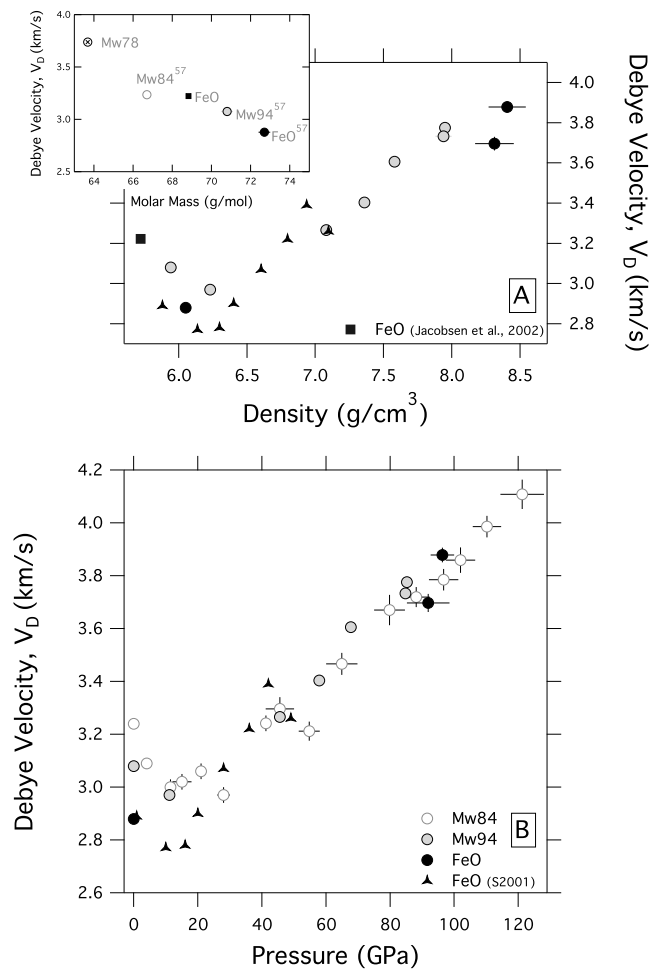 4.0
3.5
3.0
2.5
Debye Velocity, V_D (km/s)
Mw78
Mw84^57
FeO
Mw94^57
FeO^57
64 66 68 70 72 74
Molar Mass (g/mol)
4.0
3.8
3.6
3.4
3.2
3.0
2.8
Debye Velocity, V_D (km/s)
A
FeO (Jacobsen et al., 2002)
6.0 6.5 7.0 7.5 8.0 8.5
Density (g/cm^3)
4.2
4.0
3.8
3.6
3.4
3.2
3.0
2.8
2.6
Debye Velocity, V_D (km/s)
Mw84
Mw94
FeO
FeO (S2001)
B
0 20 40 60 80 100 120
Pressure (GPa)